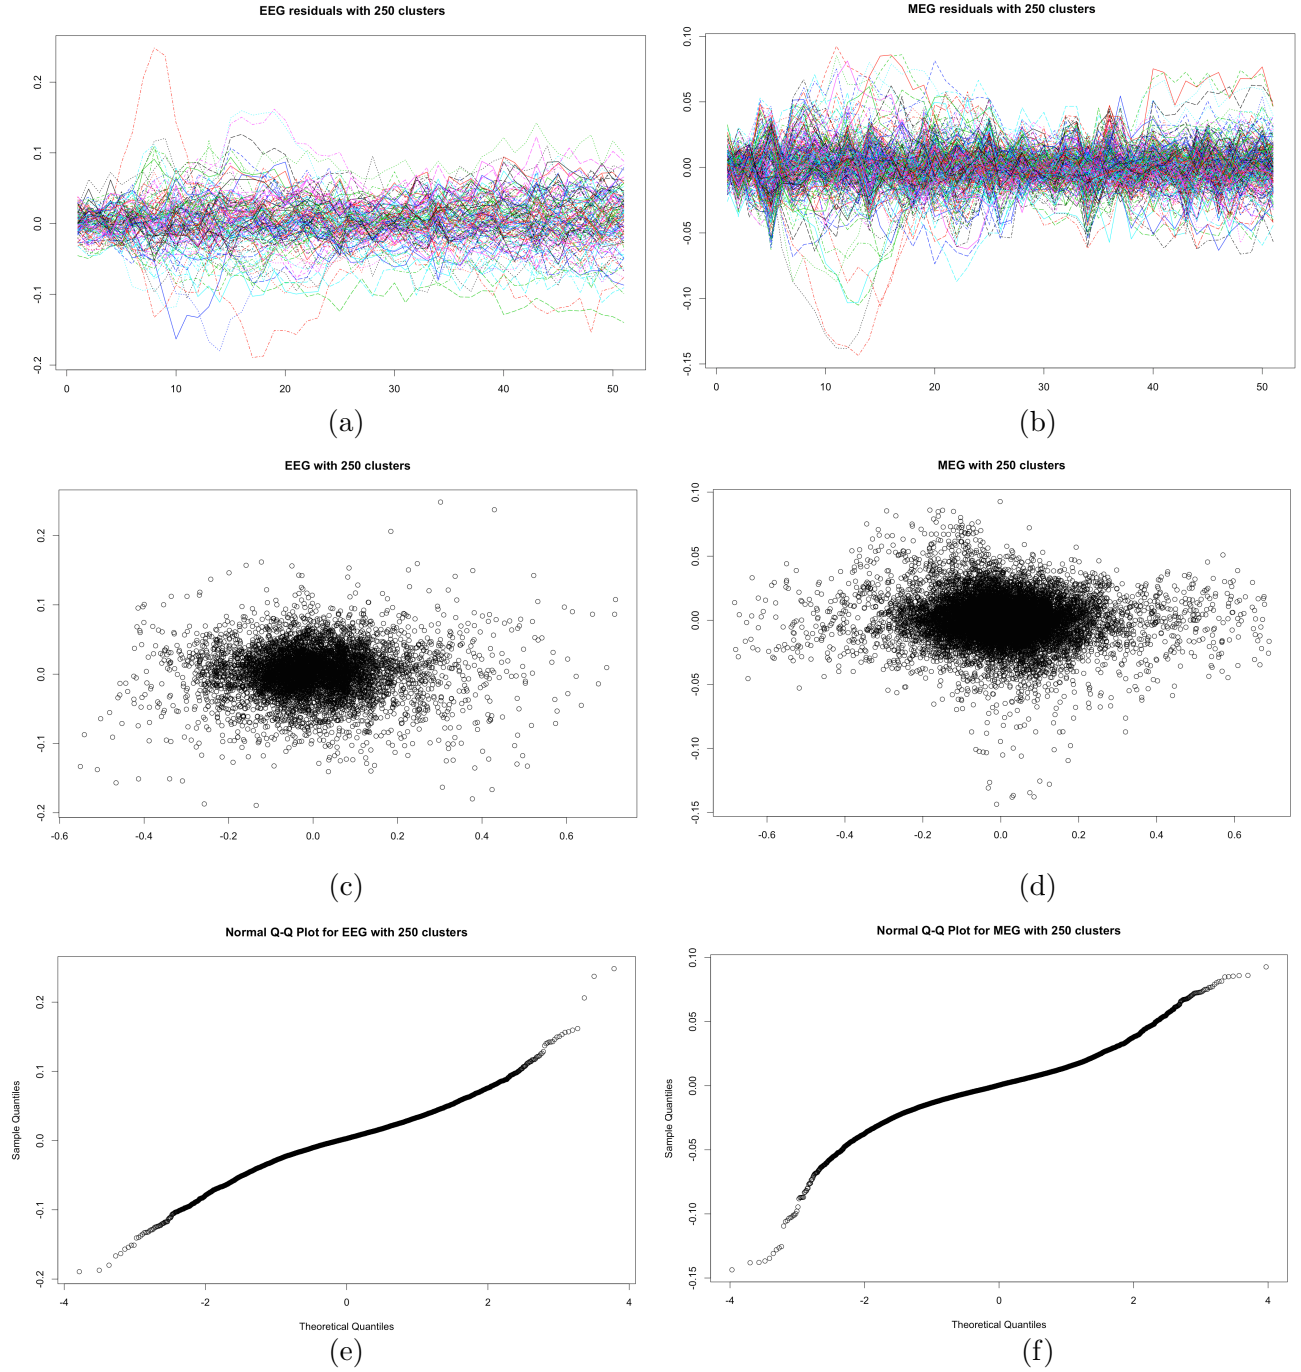 EEG residuals with 250 clusters
0.2
0.1
0.0
-0.1
-0.2
0 10 20 30 40 50
(a)
MEG residuals with 250 clusters
0.10
0.05
0.00
-0.05
-0.10
-0.15
0 10 20 30 40 50
(b)
EEG with 250 clusters
0.2
0.1
0.0
-0.1
-0.2
-0.6 -0.4 -0.2 0.0 0.2 0.4 0.6
(c)
MEG with 250 clusters
0.10
0.05
0.00
-0.05
-0.10
-0.15
-0.6 -0.4 -0.2 0.0 0.2 0.4 0.6
(d)
Normal Q-Q Plot for EEG with 250 clusters
Sample Quantiles
0.2
0.1
0.0
-0.1
-0.2
-4 -2 0 2 4
Theoretical Quantiles
(e)
Normal Q-Q Plot for MEG with 250 clusters
Sample Quantiles
0.10
0.05
0.00
-0.05
-0.10
-0.15
-4 -2 0 2 4
Theoretical Quantiles
(f)